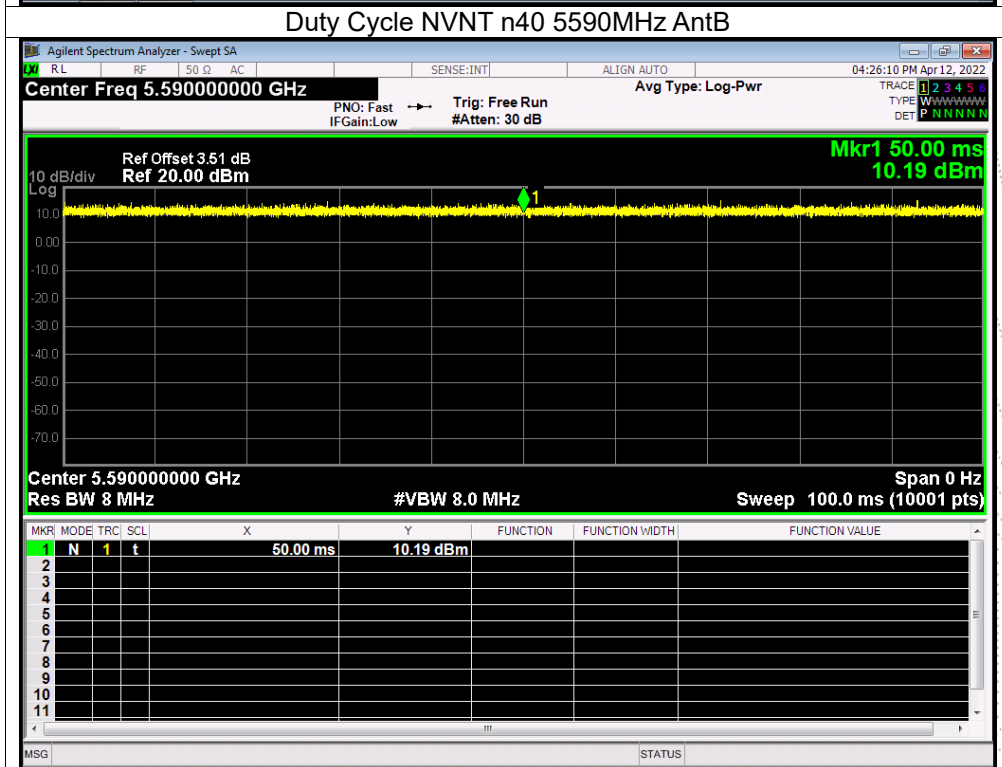 Duty Cycle NVNT n40 5590MHz AntB
Agilent Spectrum Analyzer - Swept SA
LXI RL RF 50 Ω AC SENSE:INT ALIGN AUTO 04:26:10 PM Apr 12, 2022
Center Freq 5.590000000 GHz Avg Type: Log-Pwr TRACE 1 2 3 4 5 6
PNO: Fast Trig: Free Run TYPE WWWWWW
IFGain:Low #Atten: 30 dB DET P N N N N N
Ref Offset 3.51 dB Mkr1 50.00 ms
10 dB/div Ref 20.00 dBm 10.19 dBm
Log
1
10.0
0.00
-10.0
-20.0
-30.0
-40.0
-50.0
-60.0
-70.0
Center 5.590000000 GHz Span 0 Hz
Res BW 8 MHz #VBW 8.0 MHz Sweep 100.0 ms (10001 pts)
MKR MODE TRC SCL X Y FUNCTION FUNCTION WIDTH FUNCTION VALUE
1 N 1 t 50.00 ms 10.19 dBm
2
3
4
5
6
7
8
9
10
11
MSG STATUS